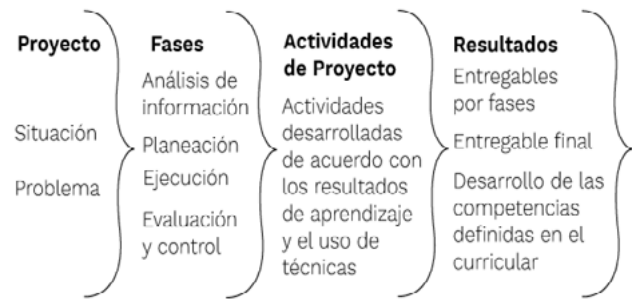 Proyecto
Situación
Problema
Fases
Análisis de
información
Planeación
Ejecución
Evaluación
y control
Actividades
de Proyecto
Actividades
desarrolladas
de acuerdo con
los resultados
de aprendizaje
y el uso de
técnicas
Resultados
Entregables
por fases
Entregable final
Desarrollo de las
competencias
definidas en el
curricular